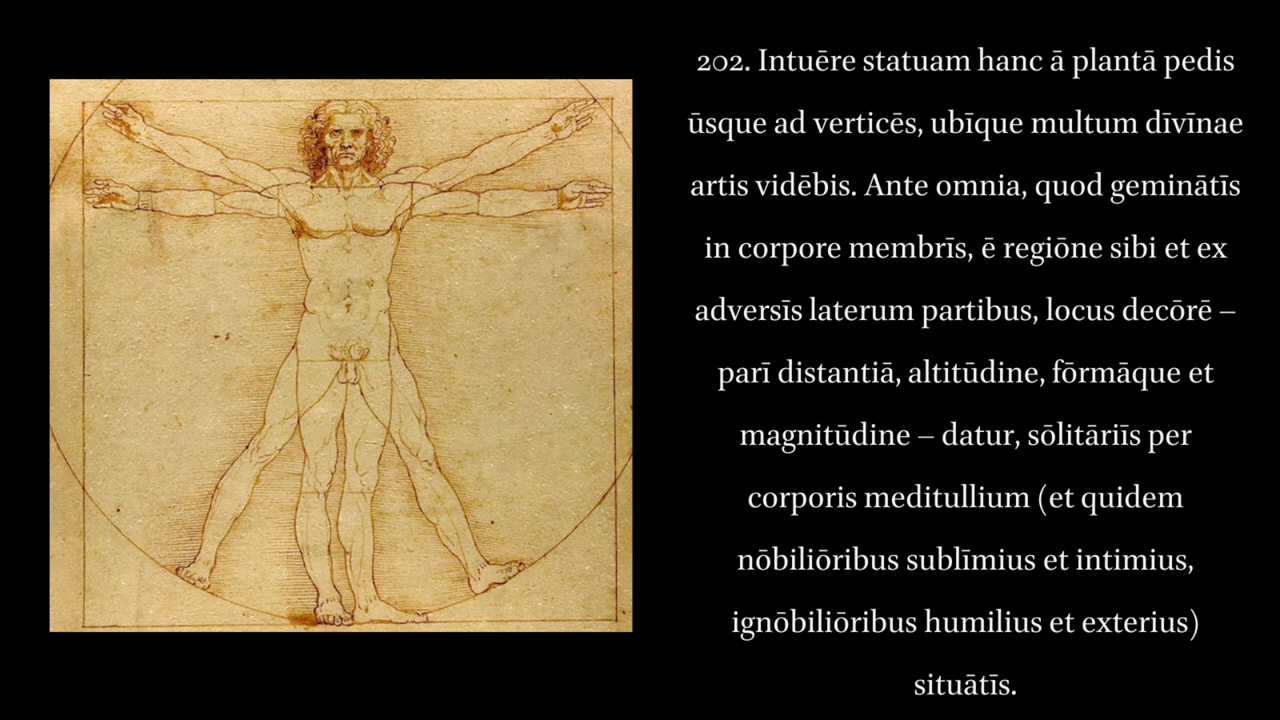 202. Intuēre statuam hanc ā plantā pedis
ūsque ad verticēs, ubīque multum dīvīnae
artis vidēbis. Ante omnia, quod geminātīs
in corpore membrīs, ē regiōne sibi et ex
adversīs laterum partibus, locus decōrē –
parī distantiā, altitūdine, fōrmāque et
magnitūdine – datur, sōlitāriīs per
corporis meditullium (et quidem
nōbiliōribus sublīmius et intimius,
ignōbiliōribus humilius et exterius)
situātīs.